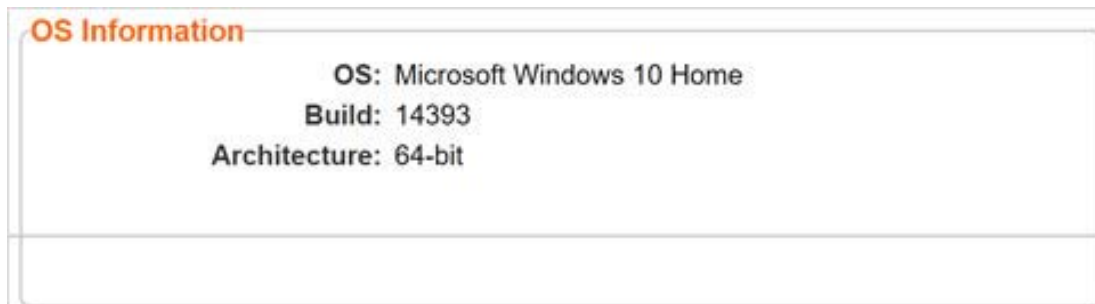 OS Information
OS: Microsoft Windows 10 Home
Build: 14393
Architecture: 64-bit